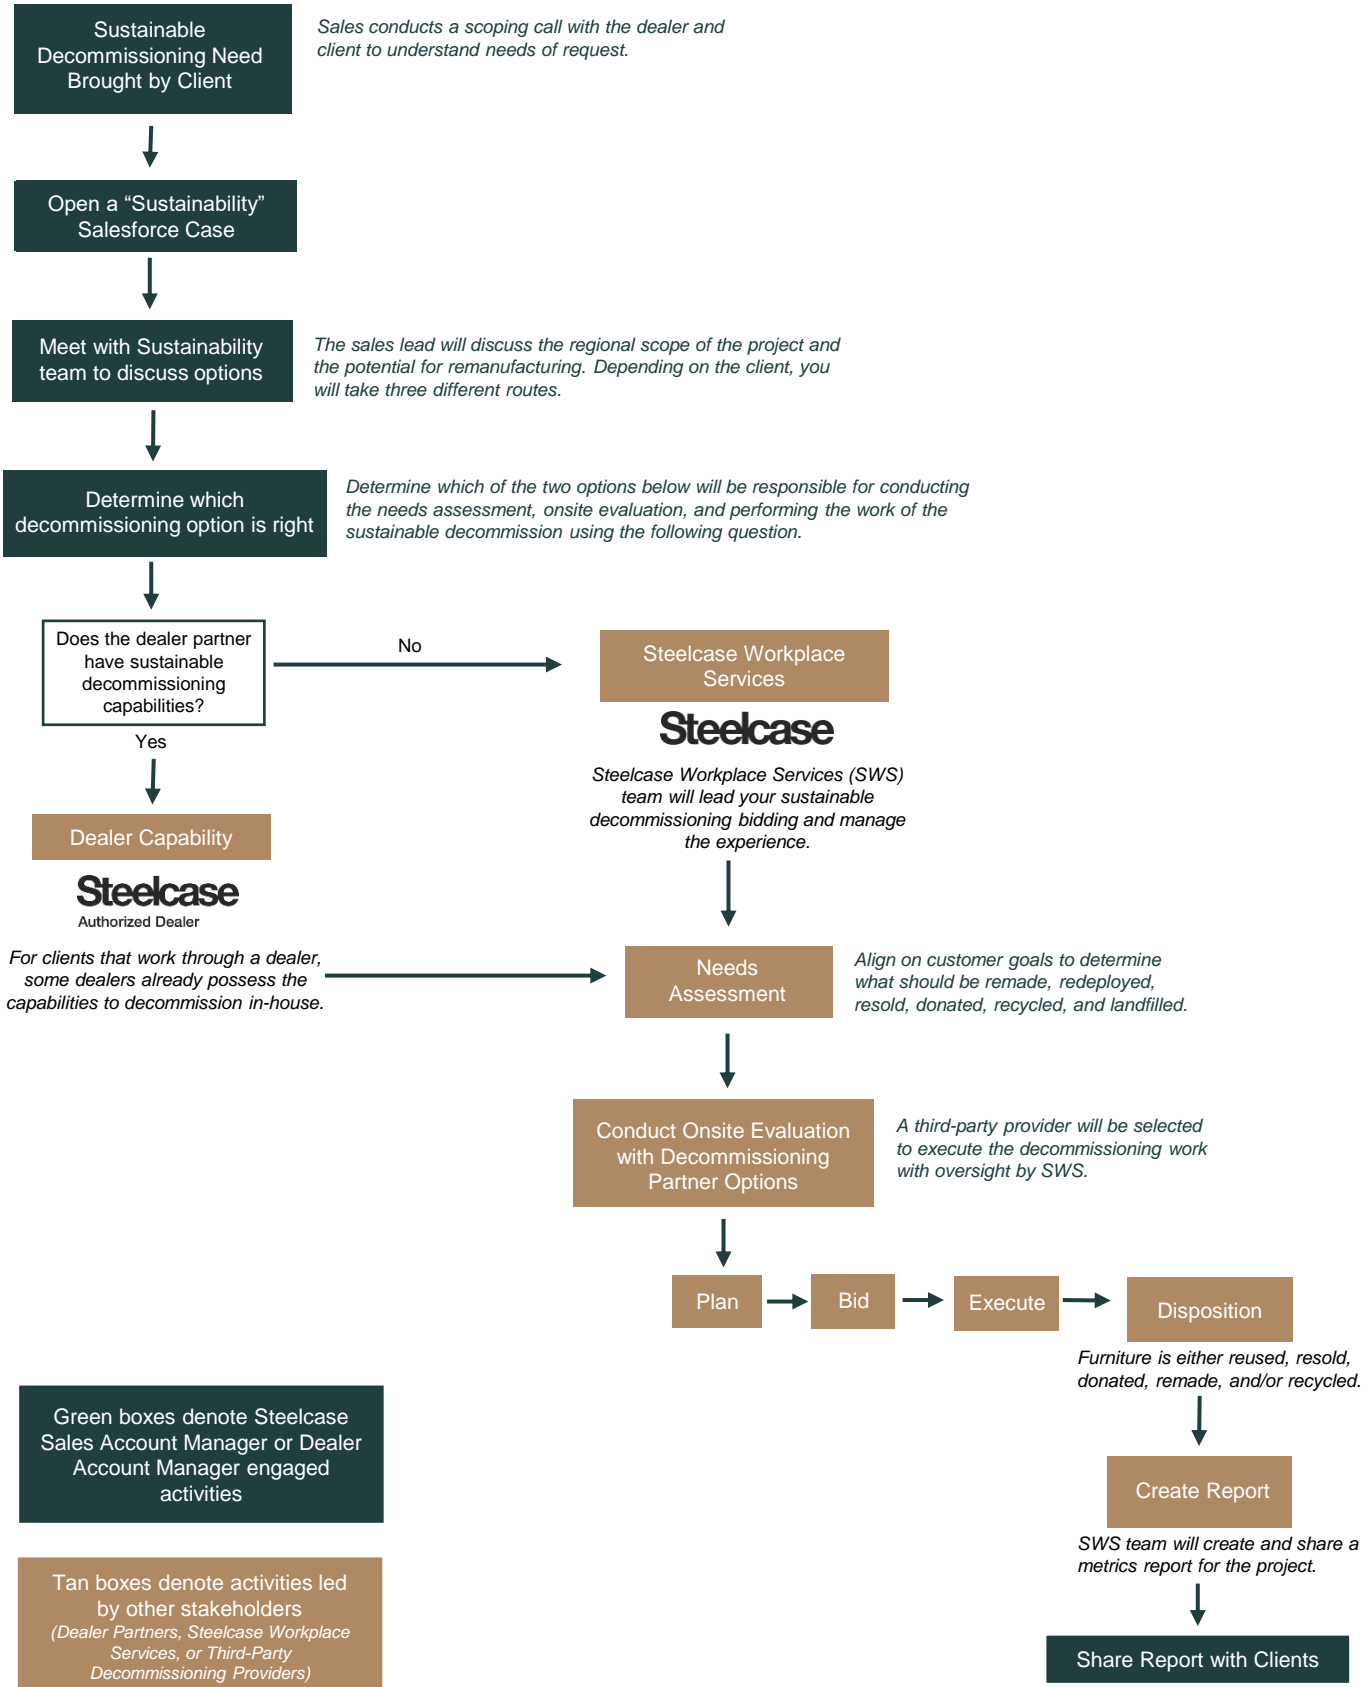 Sustainable
Decommissioning Need
Brought by Client
Sales conducts a scoping call with the dealer and
client to understand needs of request.
Open a “Sustainability”
Salesforce Case
Meet with Sustainability
team to discuss options
The sales lead will discuss the regional scope of the project and
the potential for remanufacturing. Depending on the client, you
will take three different routes.
Determine which
decommissioning option is right
Determine which of the two options below will be responsible for conducting
the needs assessment, onsite evaluation, and performing the work of the
sustainable decommission using the following question.
Does the dealer partner
have sustainable
decommissioning
capabilities?
No
Yes
Steelcase Workplace
Services
Steelcase
Steelcase Workplace Services (SWS)
team will lead your sustainable
decommissioning bidding and manage
the experience.
Dealer Capability
Steelcase
Authorized Dealer
For clients that work through a dealer,
some dealers already possess the
capabilities to decommission in-house.
Needs
Assessment
Align on customer goals to determine
what should be remade, redeployed,
resold, donated, recycled, and landfilled.
Conduct Onsite Evaluation
with Decommissioning
Partner Options
A third-party provider will be selected
to execute the decommissioning work
with oversight by SWS.
Plan
Bid
Execute
Disposition
Furniture is either reused, resold,
donated, remade, and/or recycled.
Create Report
SWS team will create and share a
metrics report for the project.
Share Report with Clients
Green boxes denote Steelcase
Sales Account Manager or Dealer
Account Manager engaged
activities
Tan boxes denote activities led
by other stakeholders
(Dealer Partners, Steelcase Workplace
Services, or Third-Party
Decommissioning Providers)